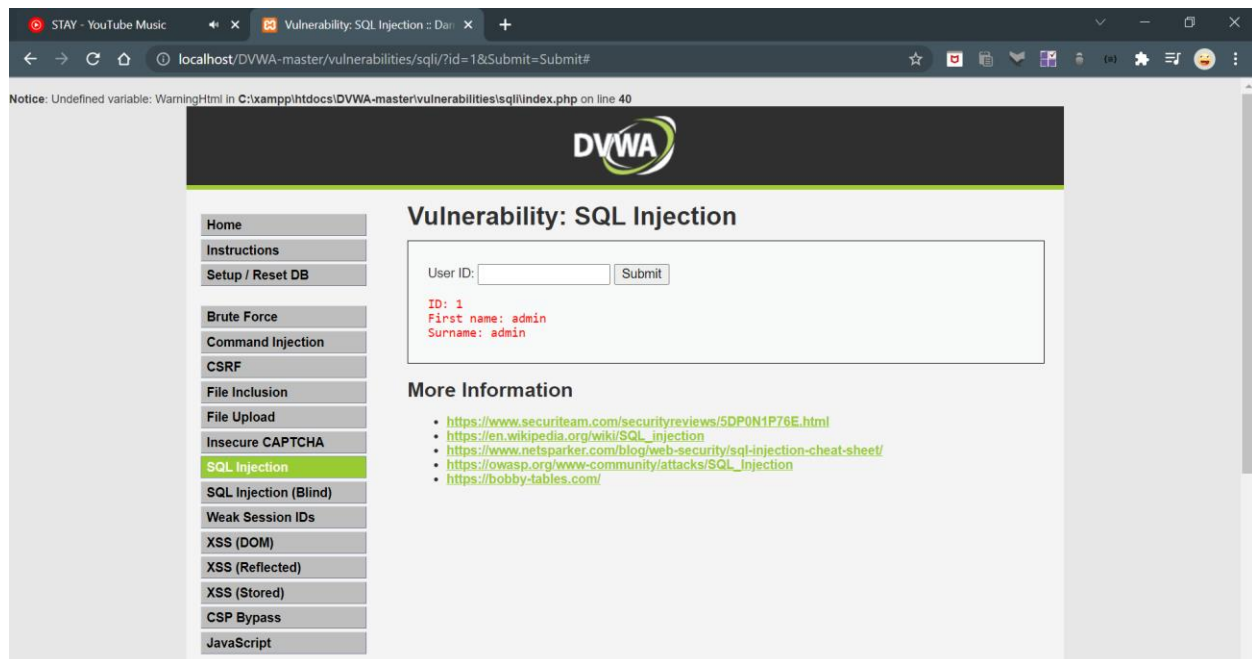 STAY - YouTube Music
Vulnerability: SQL Injection :: Dan
localhost/DVWA-master/vulnerabilities/sqli/?id=1&Submit=Submit#
Notice: Undefined variable: WarningHtml in C:\xampp\htdocs\DVWA-master\vulnerabilities\sqli\index.php on line 40
DVWA
Home
Instructions
Setup / Reset DB
Brute Force
Command Injection
CSRF
File Inclusion
File Upload
Insecure CAPTCHA
SQL Injection
SQL Injection (Blind)
Weak Session IDs
XSS (DOM)
XSS (Reflected)
XSS (Stored)
CSP Bypass
JavaScript
Vulnerability: SQL Injection
User ID: Submit
ID: 1
First name: admin
Surname: admin
More Information
https://www.securiteam.com/securityreviews/5DP0N1P76E.html
https://en.wikipedia.org/wiki/SQL_injection
https://www.netsparker.com/blog/web-security/sql-injection-cheat-sheet/
https://owasp.org/www-community/attacks/SQL_Injection
https://bobby-tables.com/